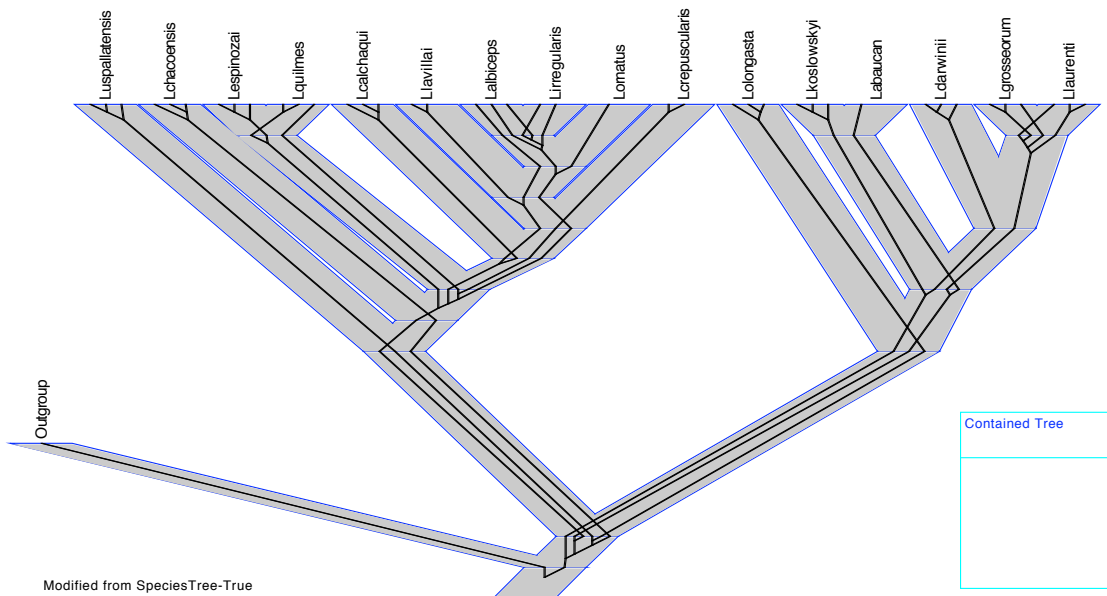 Luspallatensis
Lchacoensis
Lespinozai
Lquilmes
Lcalchaqui
Llavillai
Lalbiceps
Lirregularis
Lornatus
Lcrepuscularis
Lolongasta
Lkoslowskyi
Labaucan
Ldarwinii
Lgrosseorum
Llaurenti
Outgroup
Contained Tree
Modified from SpeciesTree-True